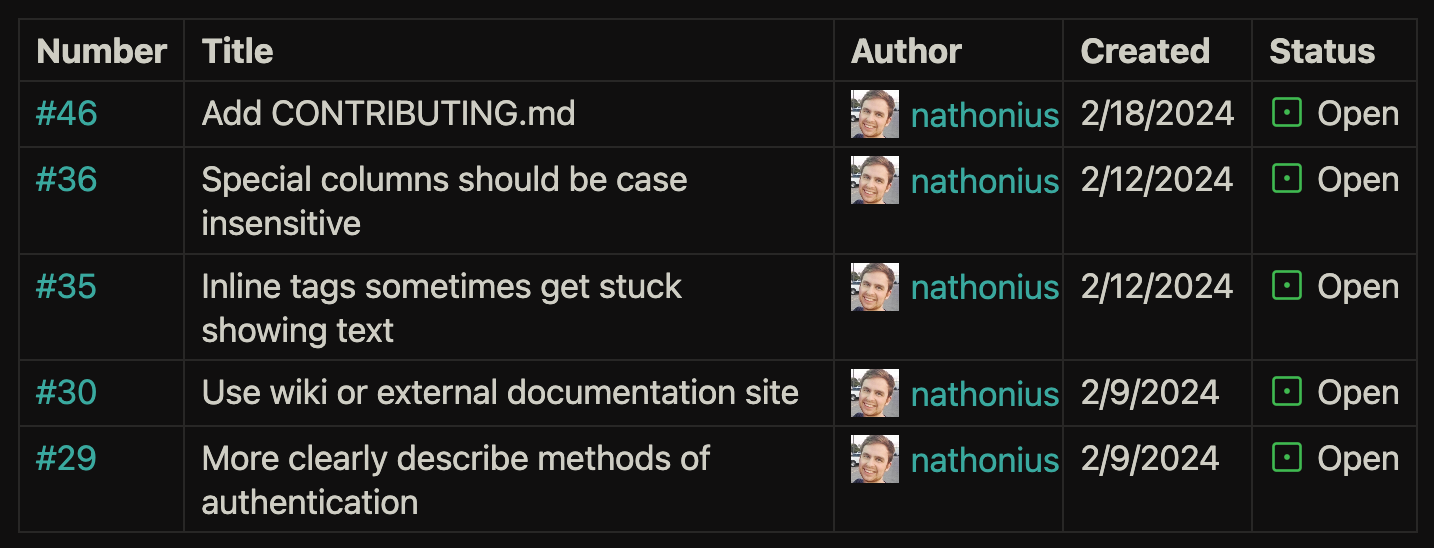 Number Title Author Created Status
#46 Add CONTRIBUTING.md nathonius 2/18/2024 Open
#36 Special columns should be case nathonius 2/12/2024 Open
insensitive
#35 Inline tags sometimes get stuck nathonius 2/12/2024 Open
showing text
#30 Use wiki or external documentation site nathonius 2/9/2024 Open
#29 More clearly describe methods of nathonius 2/9/2024 Open
authentication